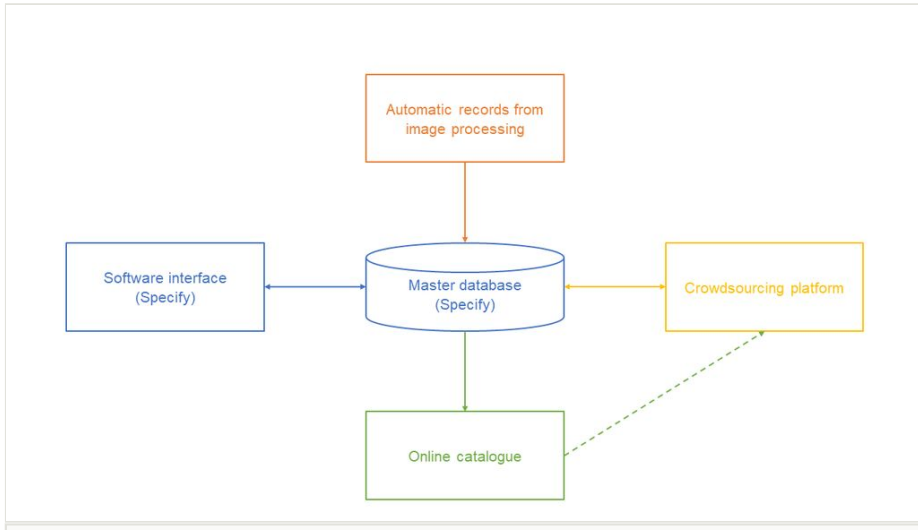 Automatic records from
image processing
Software interface
(Specify)
Master database
(Specify)
Crowdsourcing platform
Online catalogue